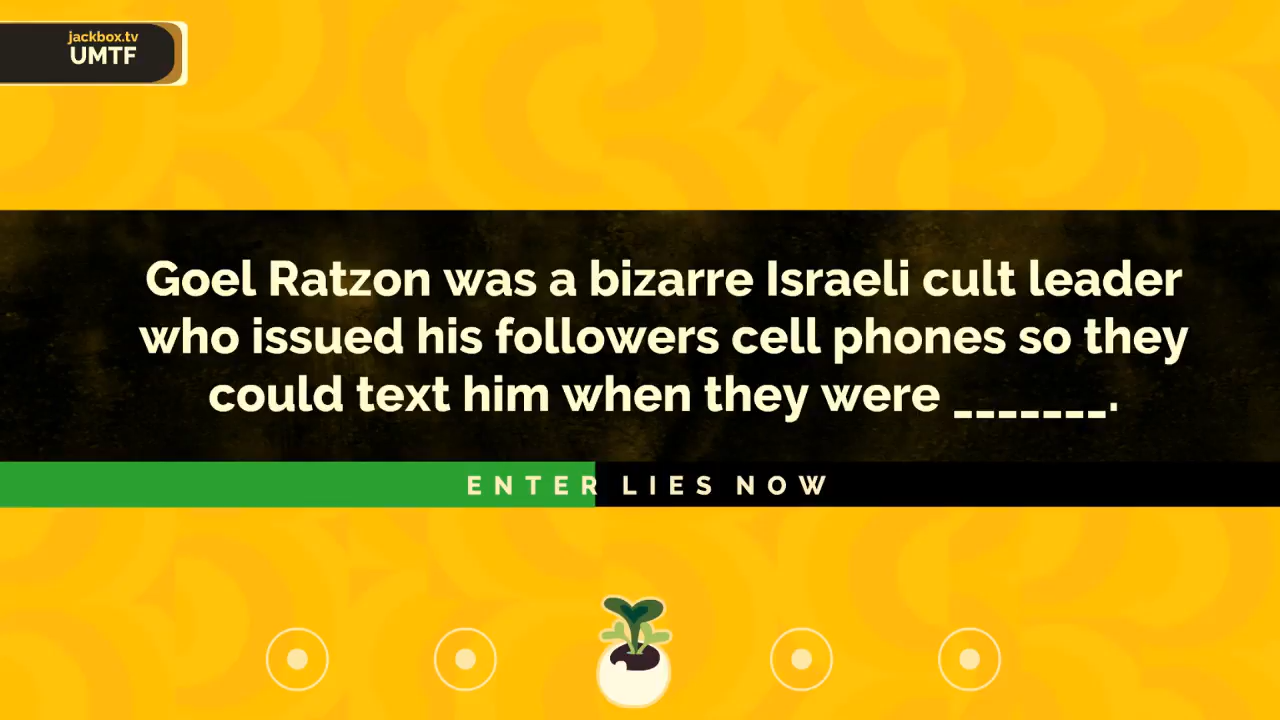 jackbox.tv
UMTF
Goel Ratzon was a bizarre Israeli cult leader
who issued his followers cell phones so they
could text him when they were _______.
ENTER LIES NOW